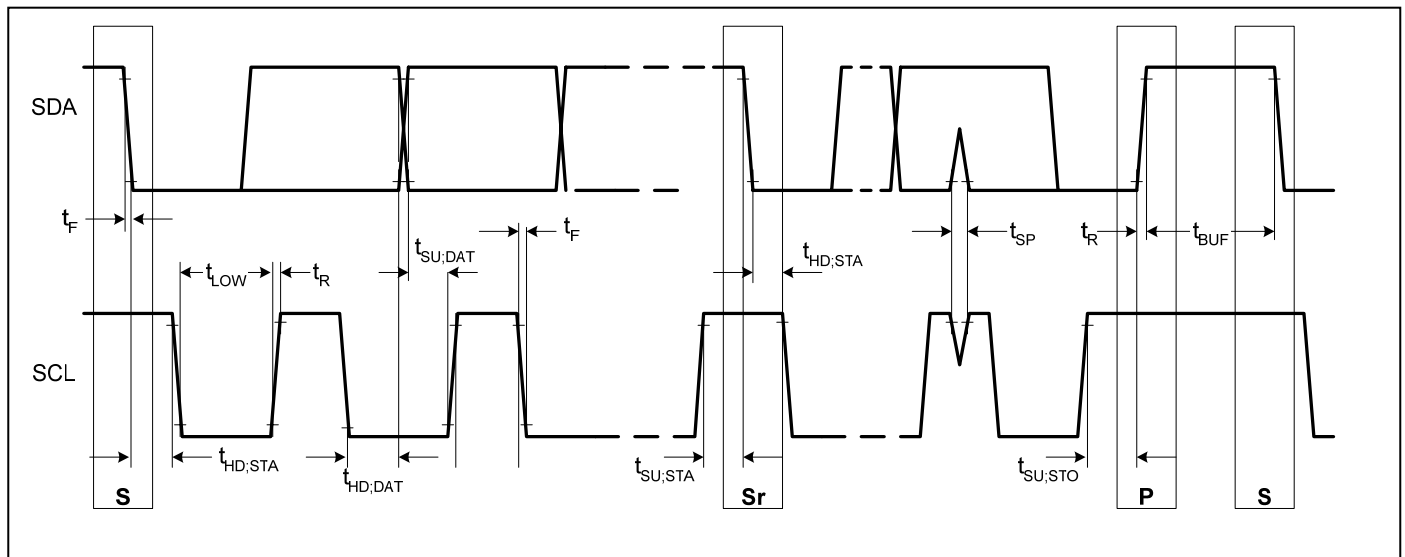 SDA
t_F
t_LOW
t_R
t_SU;DAT
t_F
t_HD;STA
t_SP
t_R
t_BUF
SCL
t_HD;STA
t_HD;DAT
t_SU;STA
t_SU;STO
S
Sr
P
S